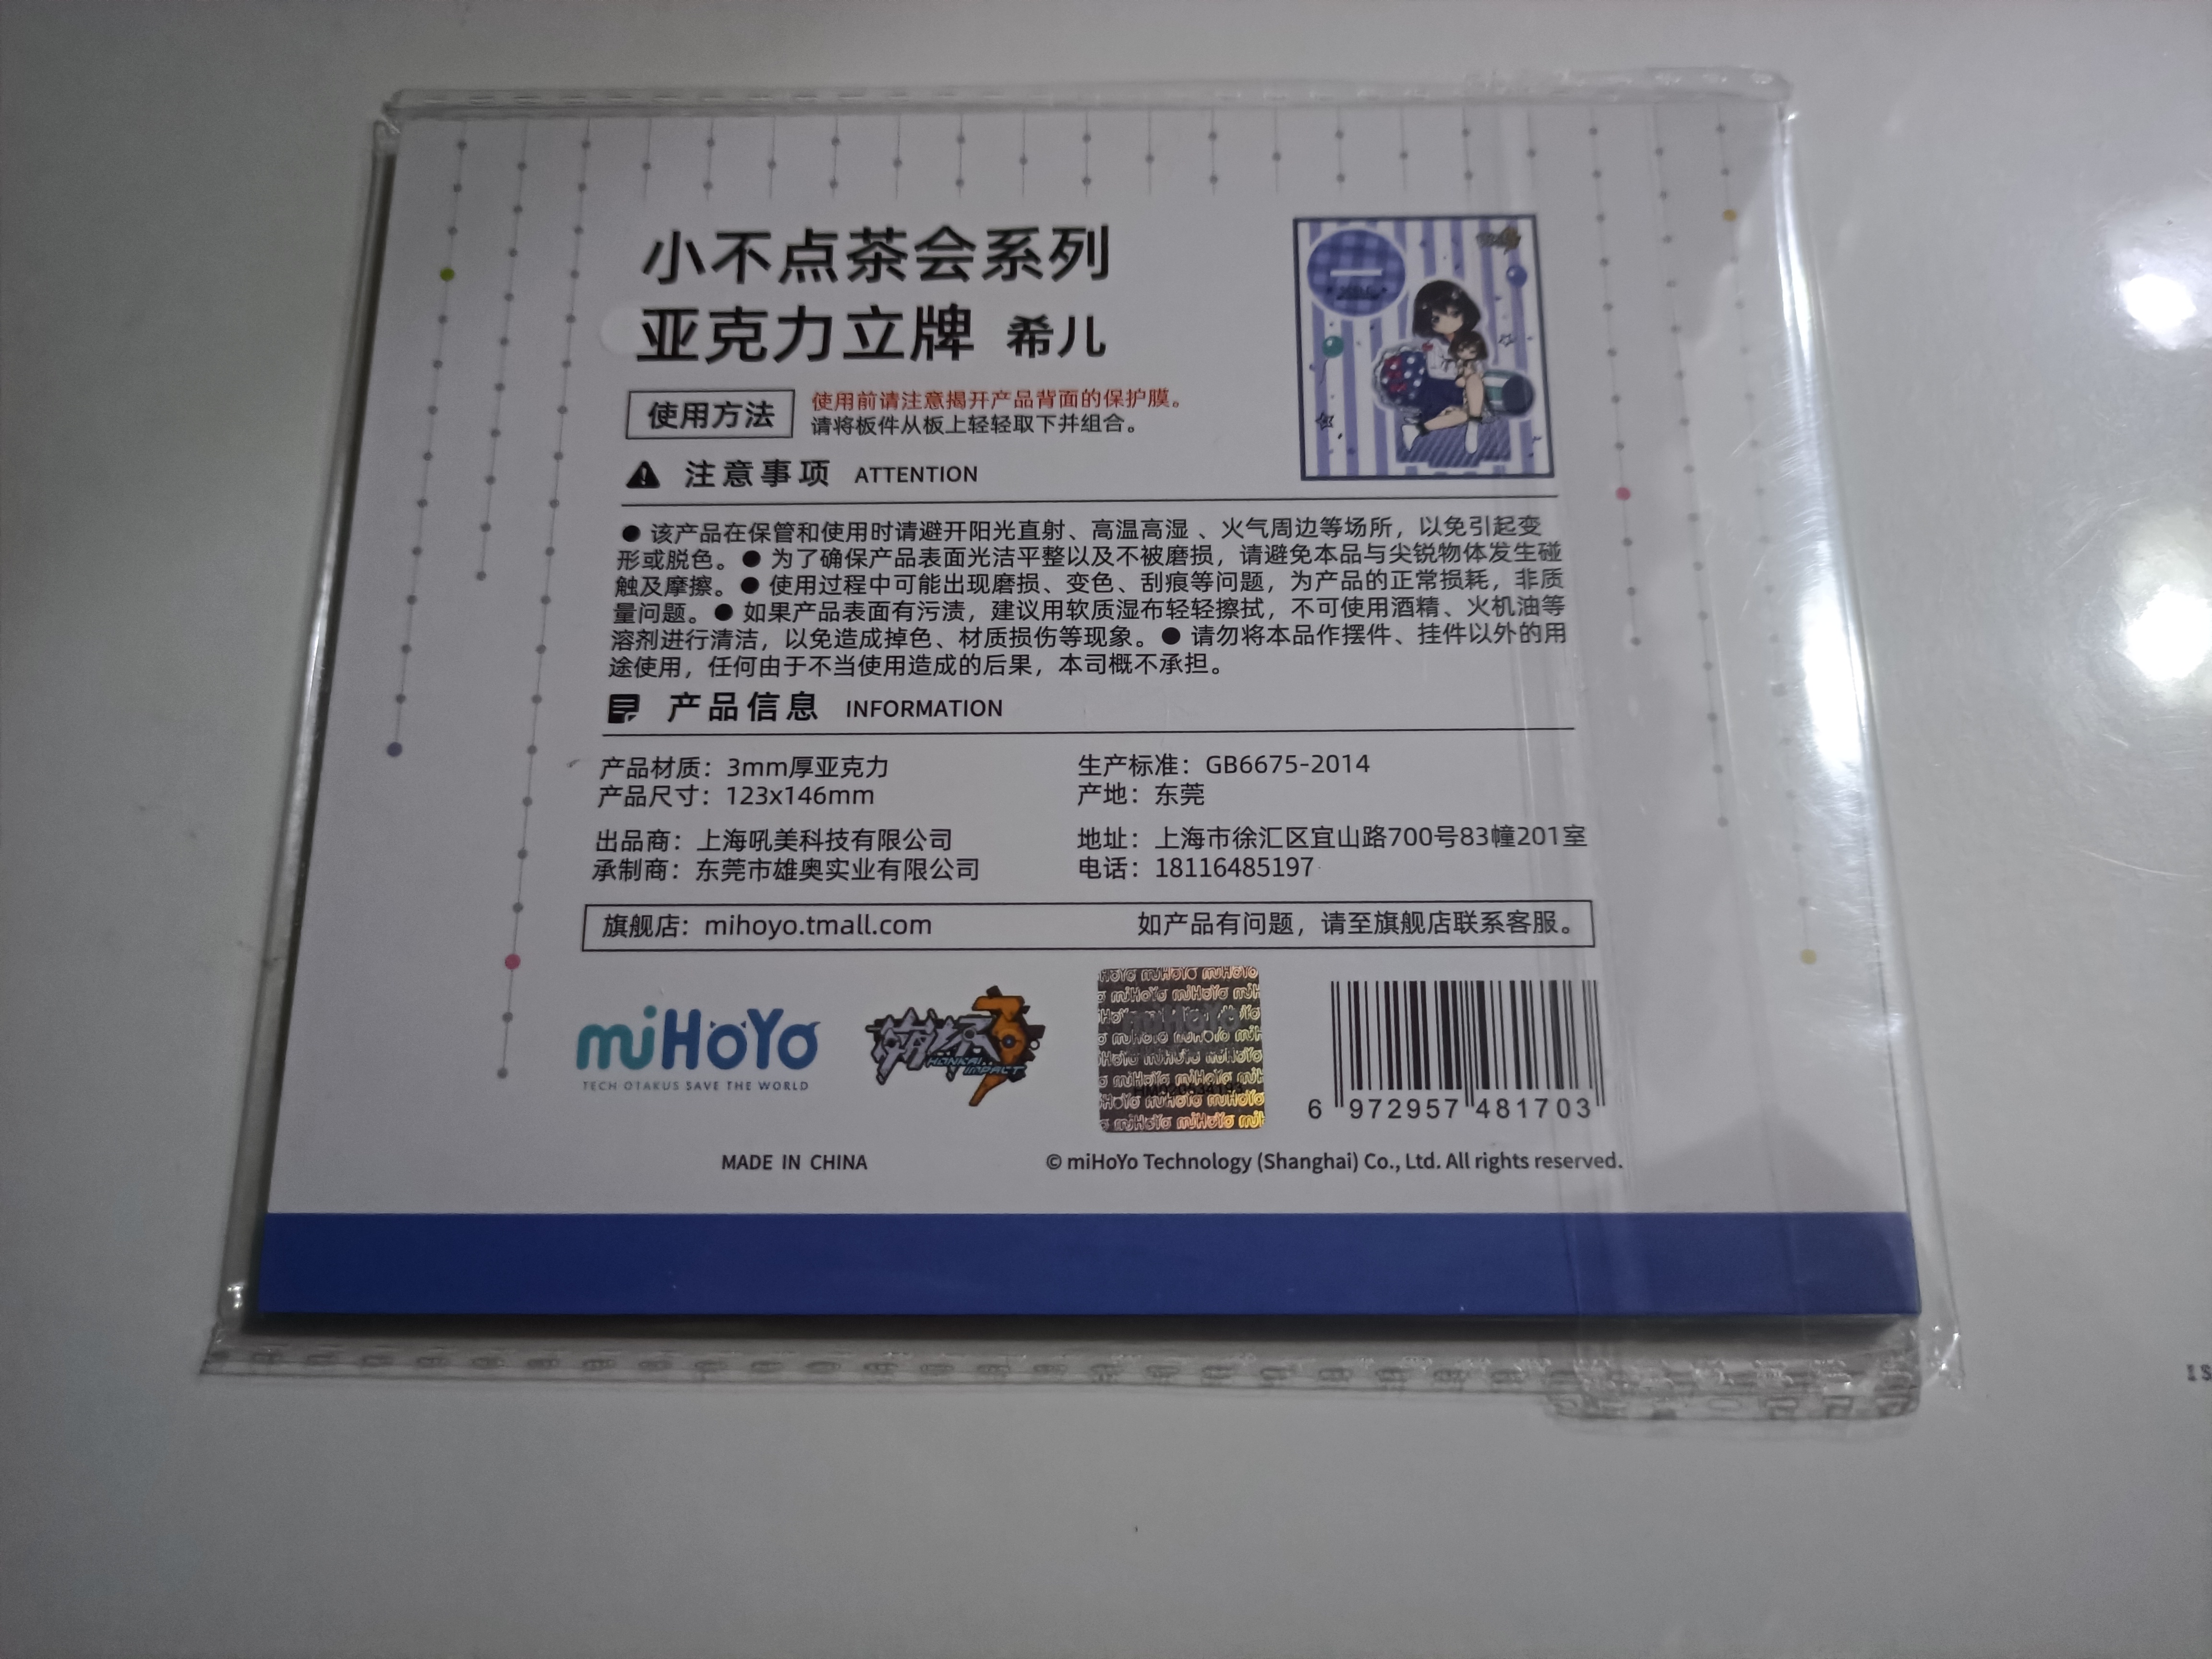 小不点茶会系列
亚克力立牌 希儿
使用方法
使用前请注意揭开产品背面的保护膜。
请将板件从板上轻轻取下并组合。
注意事项 ATTENTION
● 该产品在保管和使用时请避开阳光直射、高温高湿 、火气周边等场所，以免引起变
形或脱色。● 为了确保产品表面光洁平整以及不被磨损，请避免本品与尖锐物体发生碰
触及摩擦。● 使用过程中可能出现磨损、变色、刮痕等问题，为产品的正常损耗，非质
量问题。● 如果产品表面有污渍，建议用软质湿布轻轻擦拭，不可使用酒精、火机油等
溶剂进行清洁，以免造成掉色、材质损伤等现象。● 请勿将本品作摆件、挂件以外的用
途使用，任何由于不当使用造成的后果，本司概不承担。
产品信息 INFORMATION
产品材质：3mm厚亚克力
产品尺寸：123x146mm
生产标准：GB6675-2014
产地：东莞
出品商：上海吼美科技有限公司
承制商：东莞市雄奥实业有限公司
地址：上海市徐汇区宜山路700号83幢201室
电话：18116485197
旗舰店：mihoyo.tmall.com 如产品有问题，请至旗舰店联系客服。
miHoYo
TECH OTAKUS SAVE THE WORLD
崩坏3
HONKAI IMPACT
miHoYo
6 972957 481703
MADE IN CHINA
© miHoYo Technology (Shanghai) Co., Ltd. All rights reserved.